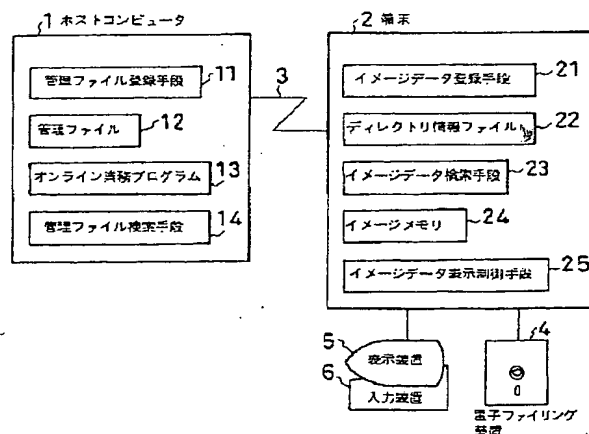 1 ホストコンピュータ
管理ファイル登録手段 11
管理ファイル 12
オンライン業務プログラム 13
管理ファイル検索手段 14
3
2 端末
イメージデータ登録手段 21
ディレクトリ情報ファイル 22
イメージデータ検索手段 23
イメージメモリ 24
イメージデータ表示制御手段 25
5 表示装置
6 入力装置
4
電子ファイリング
装置